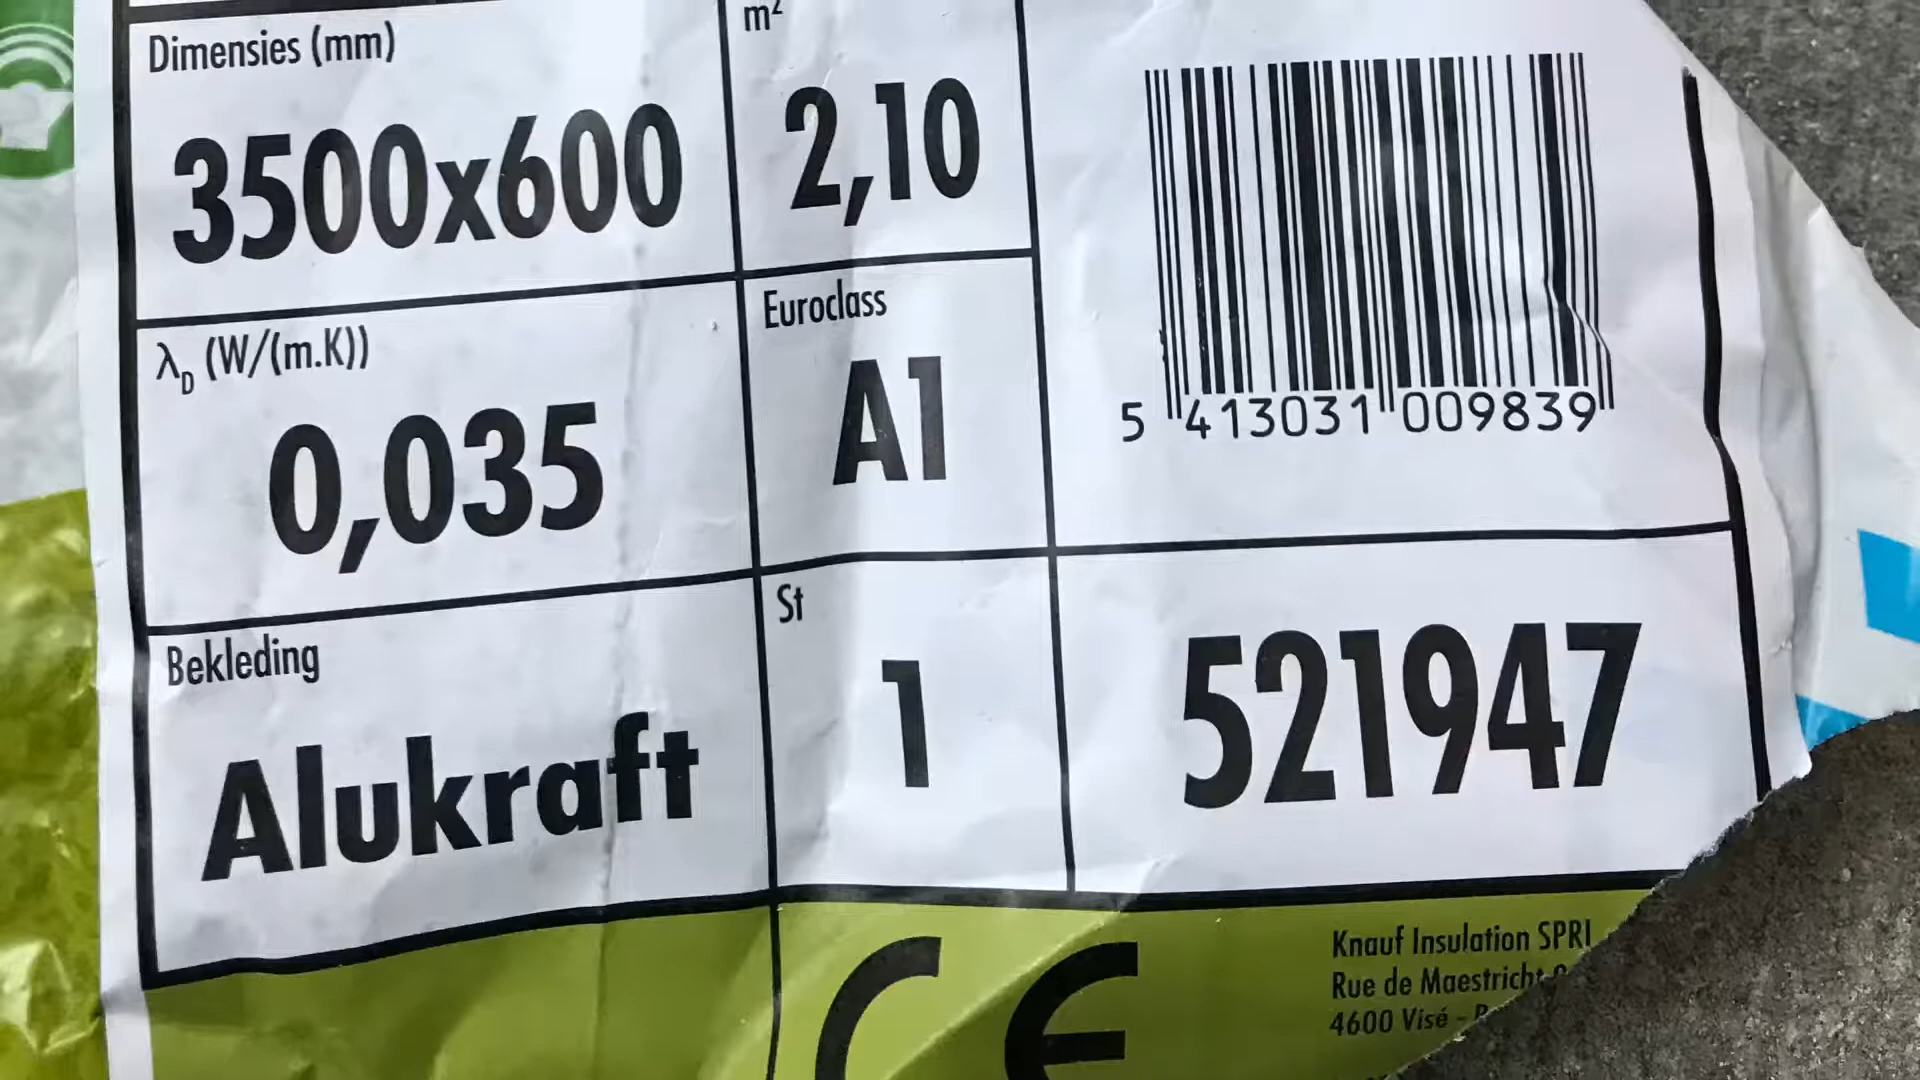 Dimensies (mm)
m²
3500x600
2,10
λD (W/(m.K))
Euroclass
0,035
A1
5 413031 009839
Bekleding
St
Alukraft
1
521947
CE
Knauf Insulation SPRl
Rue de Maestricht
4600 Visé -